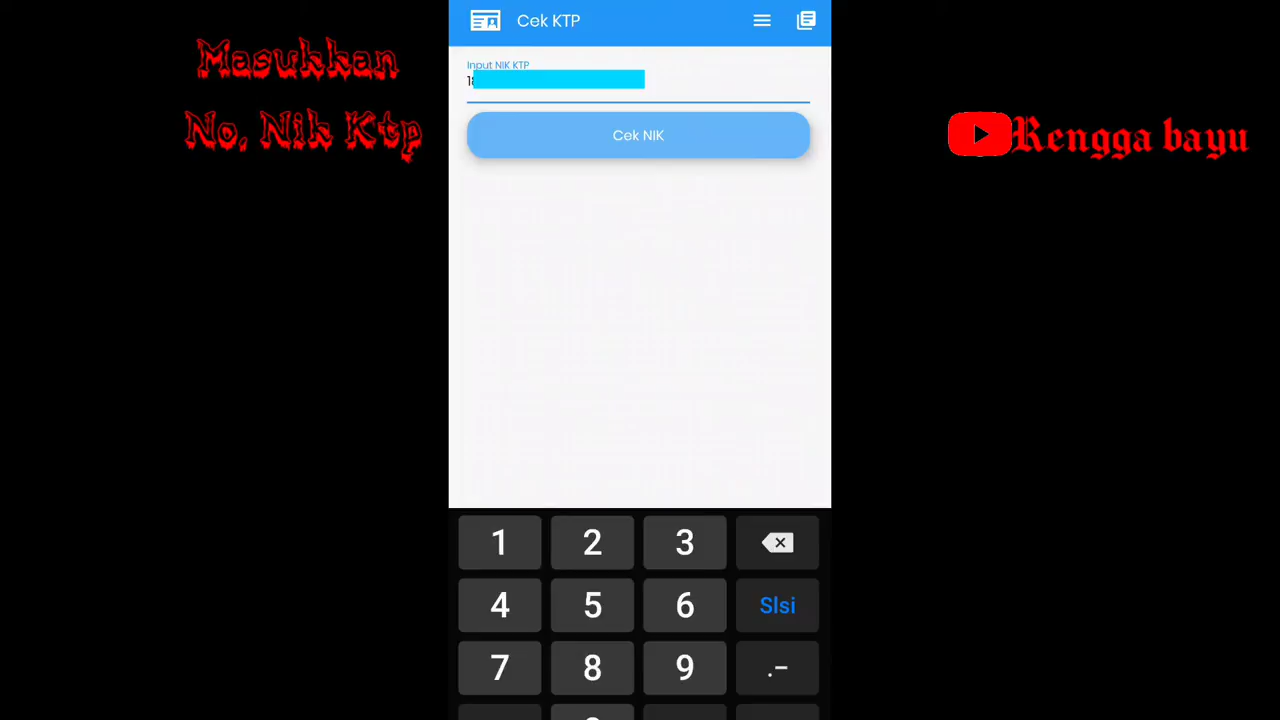 Masukkan
No, Nik Ktp
Cek KTP
Input NIK KTP
Cek NIK
Rengga bayu
1 2 3
4 5 6 Slsi
7 8 9 .–